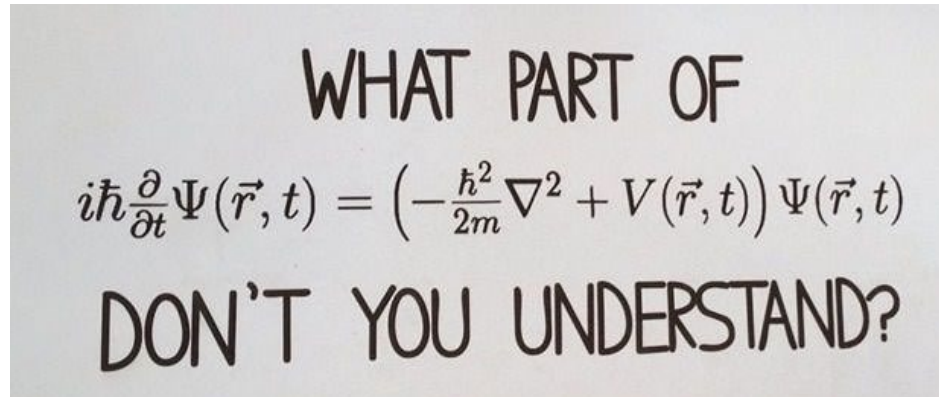 WHAT PART OF
iħ ∂/∂t Ψ(r⃗, t) = (−ħ²/2m ∇² + V(r⃗, t)) Ψ(r⃗, t)
DON'T YOU UNDERSTAND?